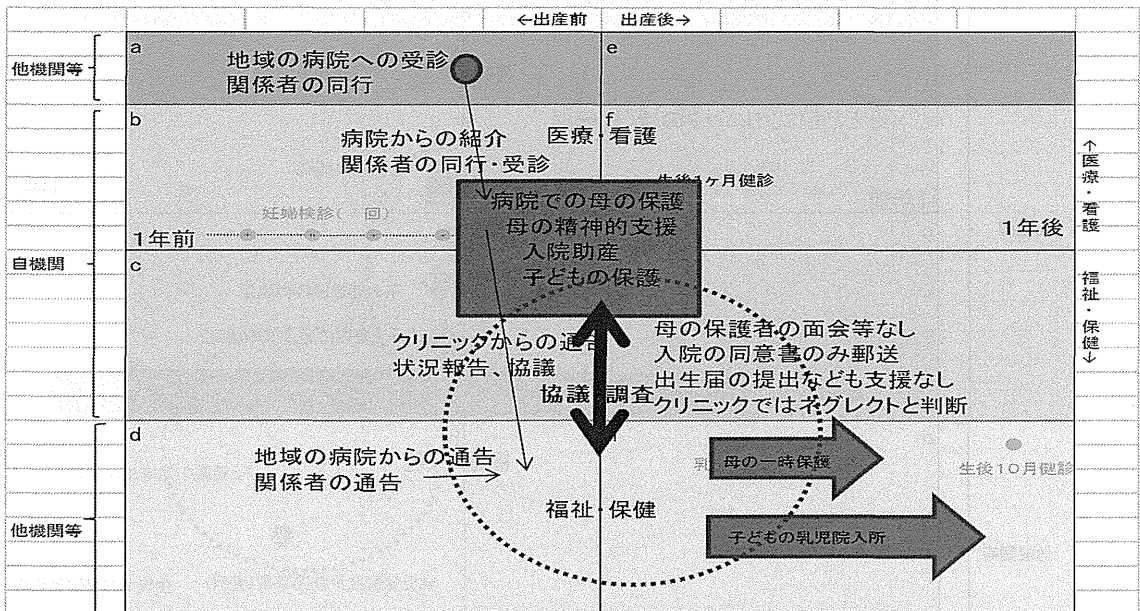 ←出産前 出産後→
他機関等
a
地域の病院への受診
関係者の同行
e
b
病院からの紹介
関係者の同行・受診
医療・看護
f
生後1ヶ月健診
↑医療・看護
妊婦検診( 回)
1年前
1年後
病院での母の保護
母の精神的支援
入院助産
子どもの保護
自機関
c
クリニックからの通告
状況報告、協議
協議・調査
母の保護者の面会等なし
入院の同意書のみ郵送
出生届の提出なども支援なし
クリニックではネグレクトと判断
福祉・保健↓
他機関等
d
地域の病院からの通告
関係者の通告
福祉・保健
母の一時保護
子どもの乳児院入所
生後10月健診